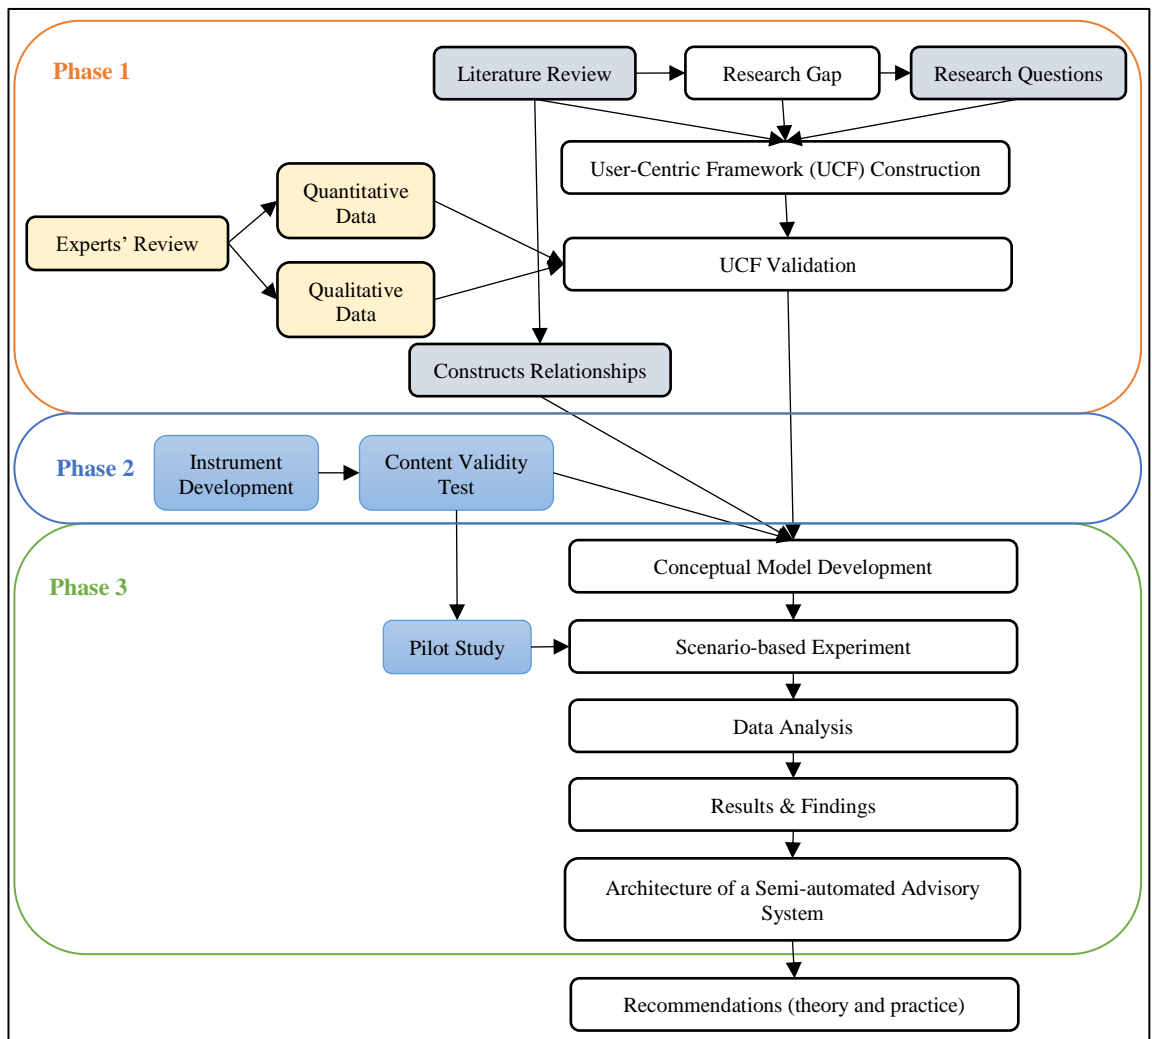 Phase 1
Literature Review
Research Gap
Research Questions
User-Centric Framework (UCF) Construction
Quantitative
Data
Experts’ Review
UCF Validation
Qualitative
Data
Constructs Relationships
Phase 2
Instrument
Development
Content Validity
Test
Phase 3
Conceptual Model Development
Pilot Study
Scenario-based Experiment
Data Analysis
Results & Findings
Architecture of a Semi-automated Advisory
System
Recommendations (theory and practice)